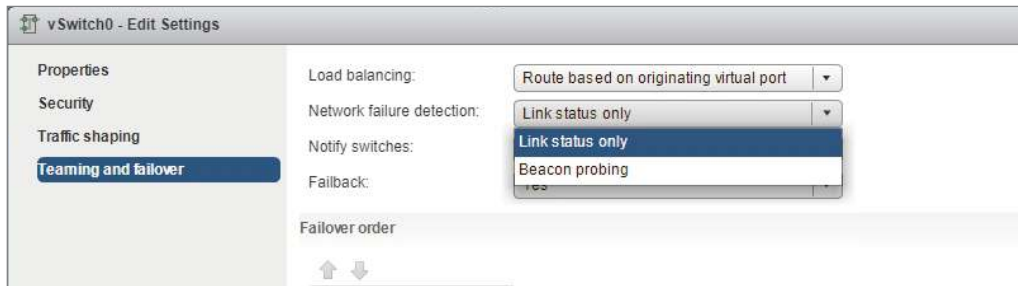 vSwitch0 - Edit Settings
Properties
Security
Traffic shaping
Teaming and failover
Load balancing:
Route based on originating virtual port
Network failure detection:
Link status only
Link status only
Beacon probing
Notify switches:
Failback:
Yes
Failover order